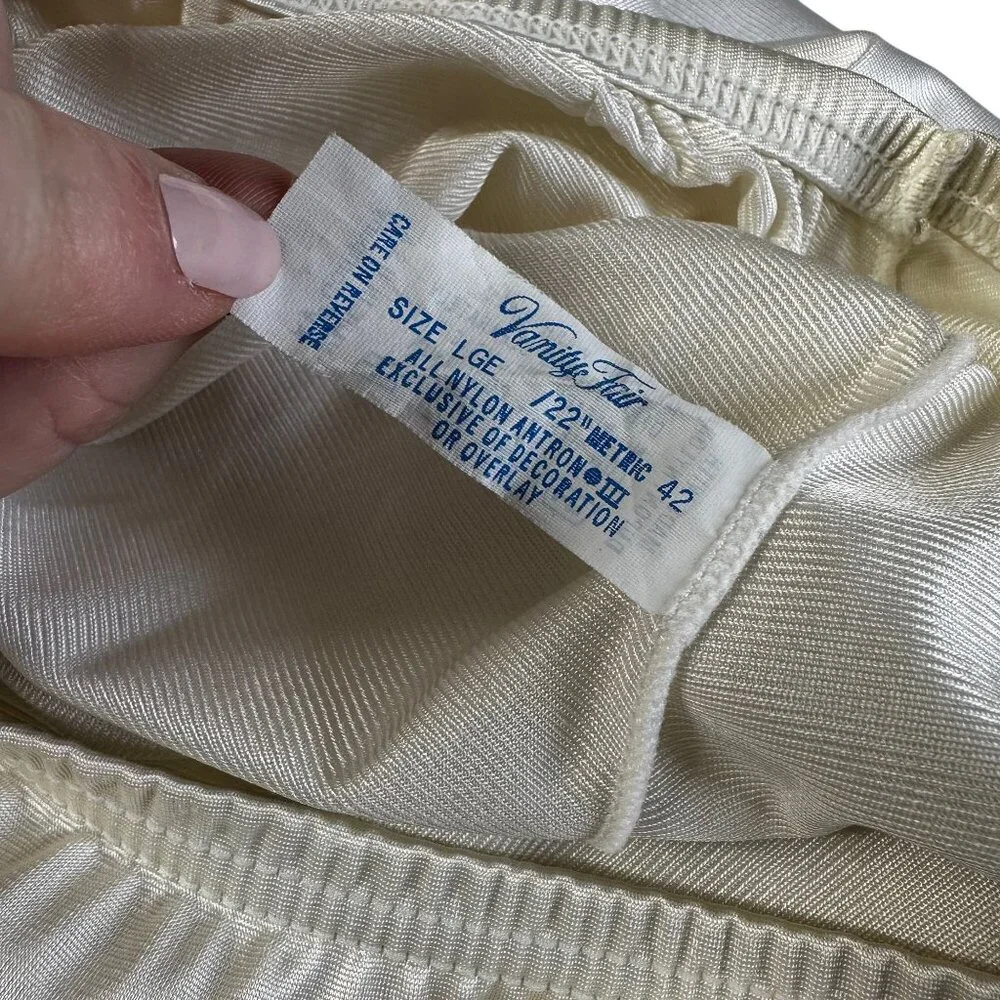 Vanity Fair
SIZE LGE /22" METRIC 42
ALL NYLON ANTRON III
EXCLUSIVE OF DECORATION
OR OVERLAY
CARE ON REVERSE